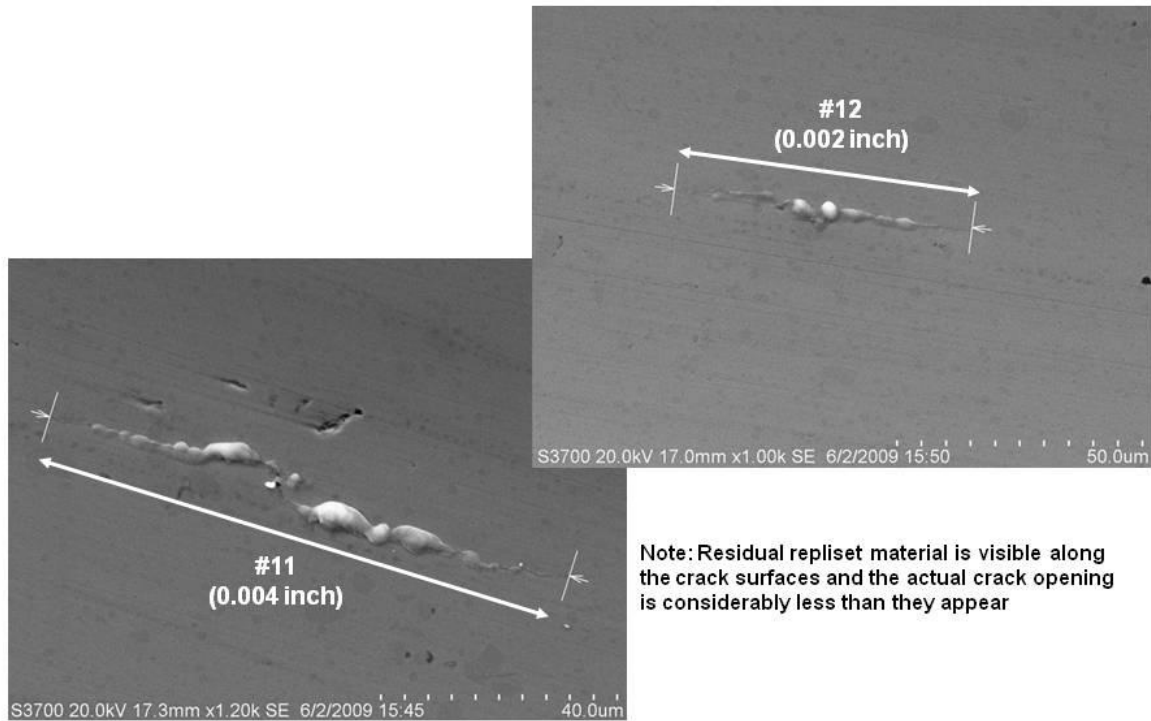 #12
(0.002 inch)
S3700 20.0kV 17.0mm x1.00k SE 6/2/2009 15:50 50.0um
#11
(0.004 inch)
S3700 20.0kV 17.3mm x1.20k SE 6/2/2009 15:45 40.0um
Note: Residual repliset material is visible along
the crack surfaces and the actual crack opening
is considerably less than they appear